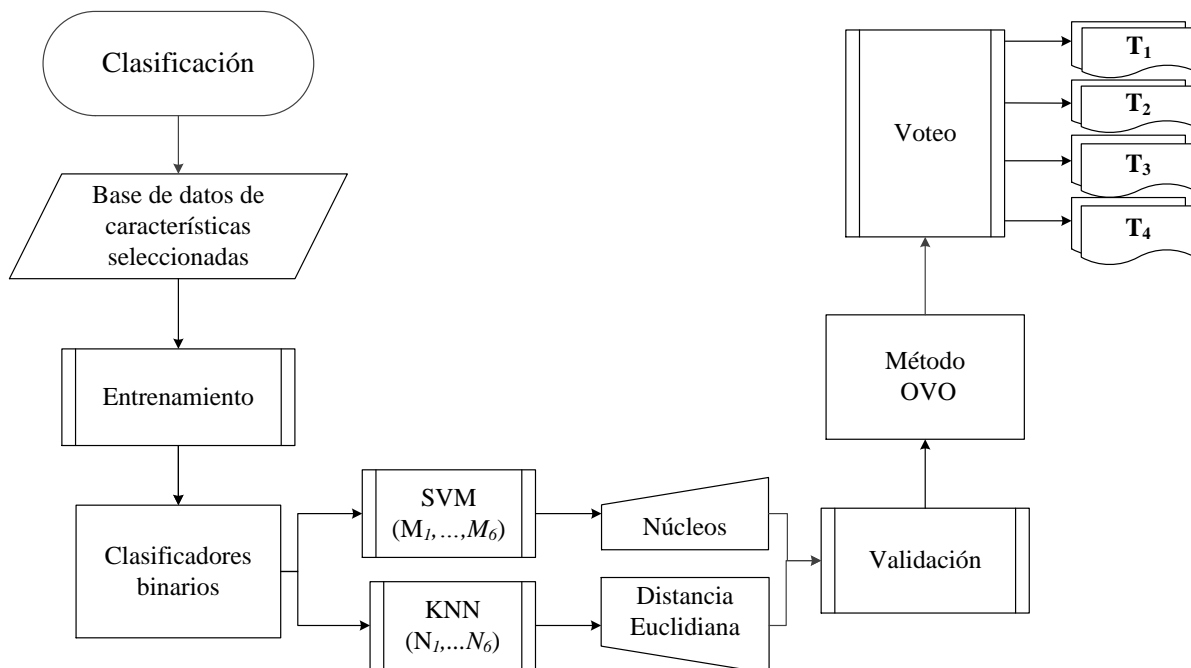 Clasificación
Base de datos de
características
seleccionadas
Entrenamiento
Clasificadores
binarios
SVM
(M₁,...,M₆)
KNN
(N₁,...N₆)
Núcleos
Distancia
Euclidiana
Validación
Método
OVO
Voteo
T₁
T₂
T₃
T₄